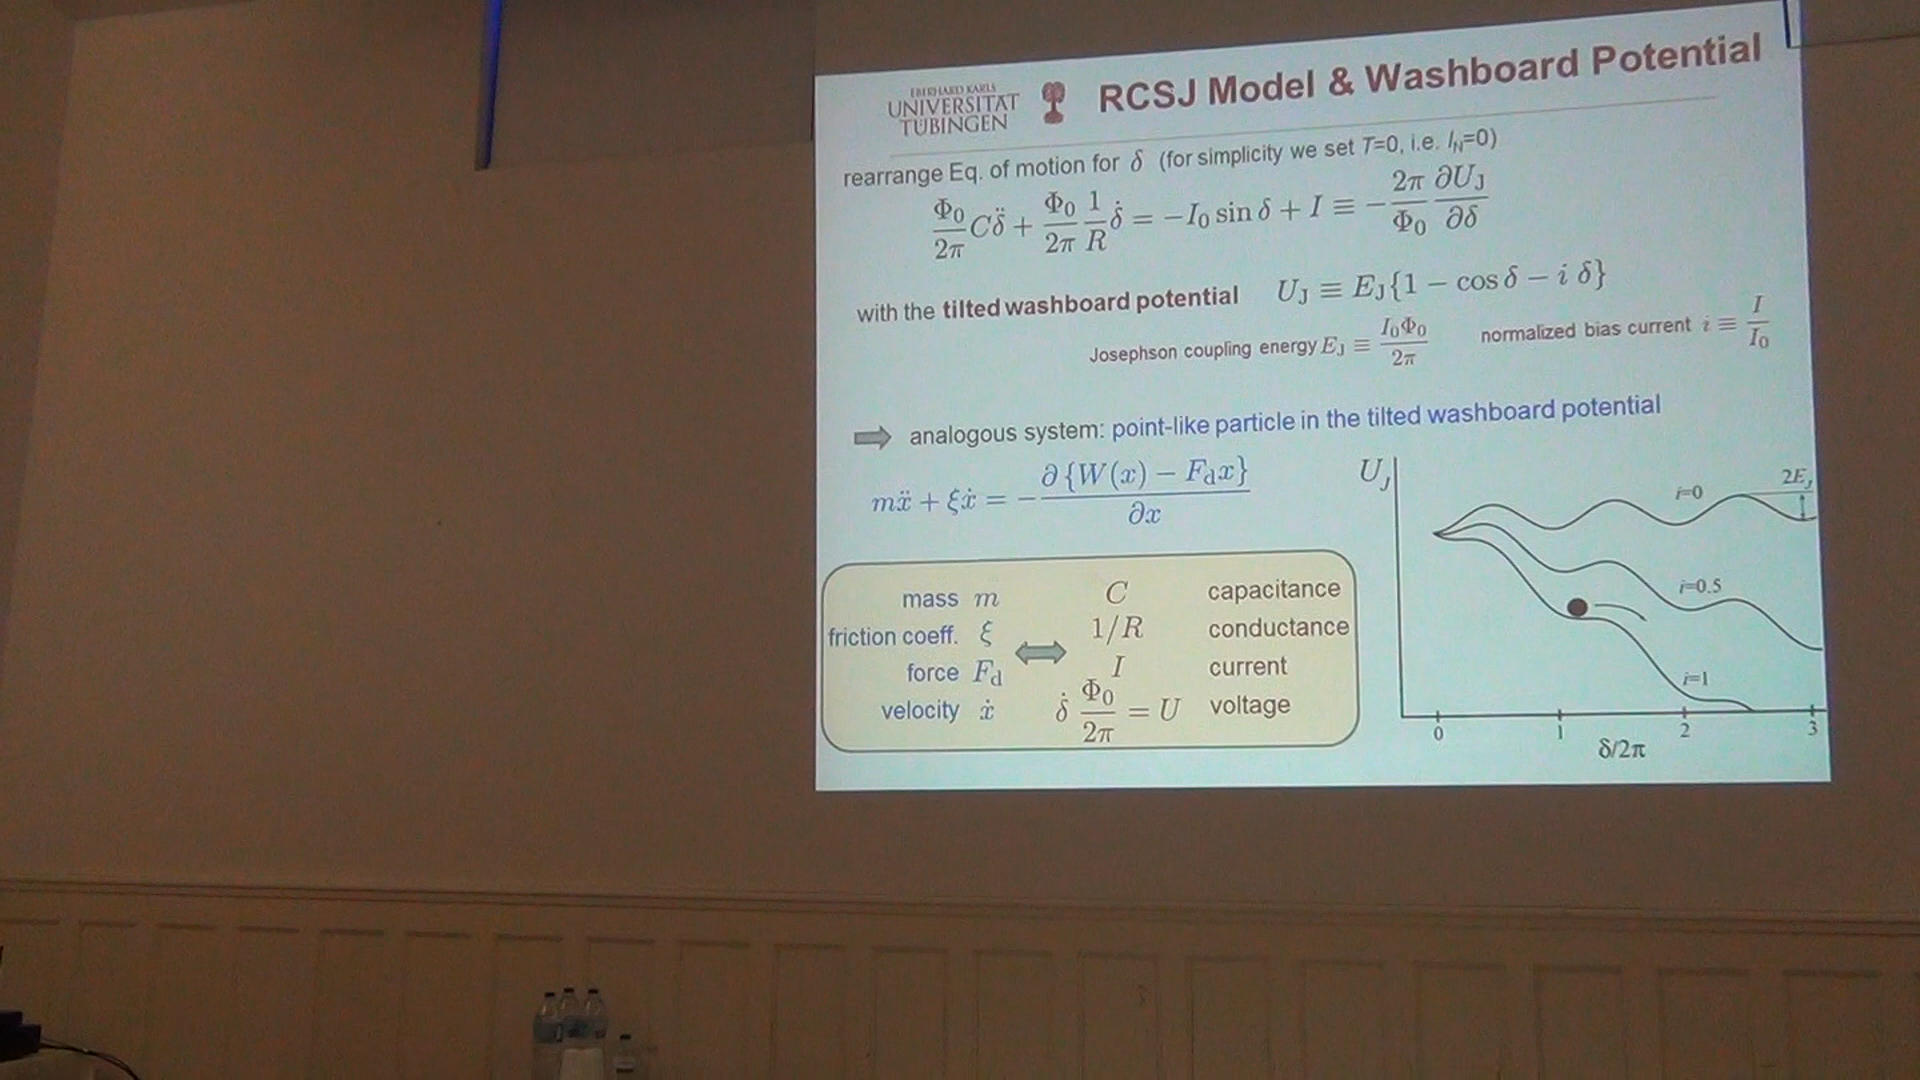 EBERHARD KARLS
UNIVERSITÄT
TÜBINGEN
RCSJ Model & Washboard Potential
rearrange Eq. of motion for δ (for simplicity we set T=0, i.e. I_N=0)
Φ₀/2π Cδ̈ + Φ₀/2π 1/R δ̇ = −I₀ sin δ + I ≡ − 2π/Φ₀ ∂U_J/∂δ
with the tilted washboard potential U_J ≡ E_J{1 − cos δ − i δ}
Josephson coupling energy E_J ≡ I₀Φ₀/2π normalized bias current i ≡ I/I₀
analogous system: point-like particle in the tilted washboard potential
mẍ + ξẋ = − ∂{W(x) − F_d x}/∂x
mass m C capacitance
friction coeff. ξ 1/R conductance
force F_d I current
velocity ẋ δ̇ Φ₀/2π = U voltage
U_J
i=0
2E_J
i=0.5
i=1
0 1 2 3
δ/2π